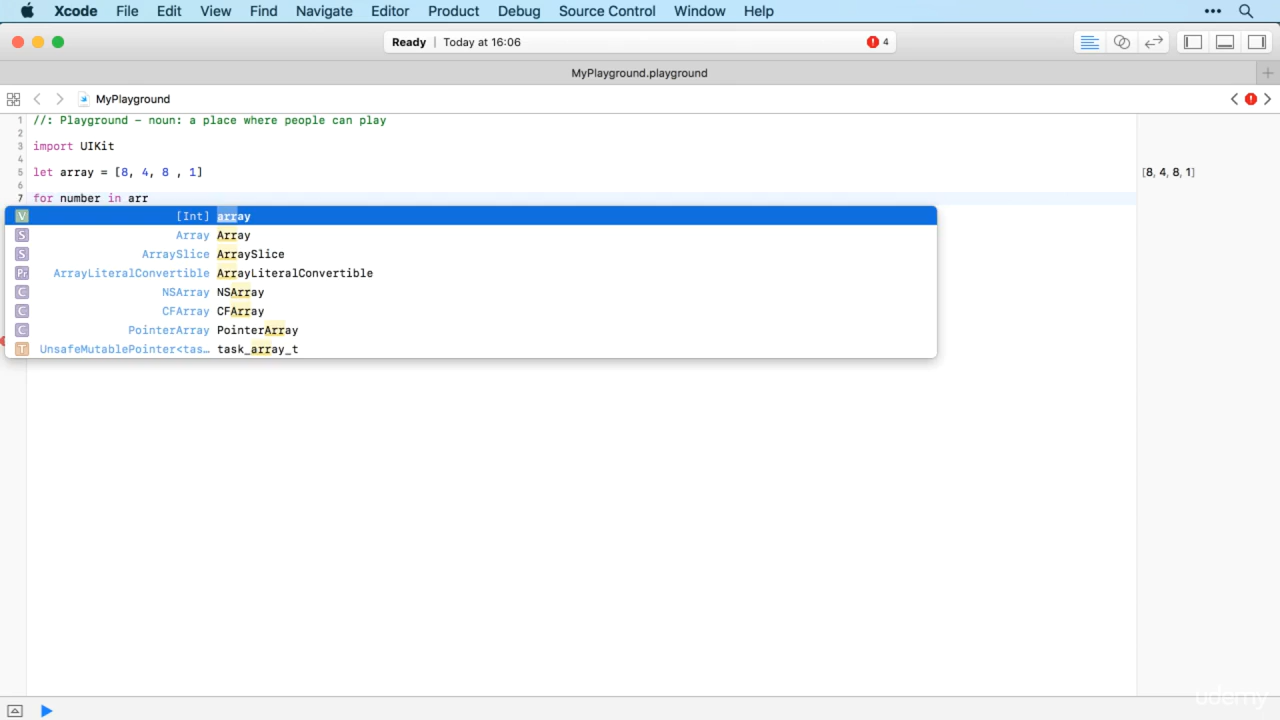 Xcode File Edit View Find Navigate Editor Product Debug Source Control Window Help
Ready | Today at 16:06 4
MyPlayground.playground
MyPlayground
1 //: Playground - noun: a place where people can play
2
3 import UIKit
4
5 let array = [8, 4, 8 , 1] [8, 4, 8, 1]
6
7 for number in arr
V [Int] array
S Array Array
S ArraySlice ArraySlice
Pr ArrayLiteralConvertible ArrayLiteralConvertible
C NSArray NSArray
C CFArray CFArray
C PointerArray PointerArray
T UnsafeMutablePointer<tas... task_array_t
udemy